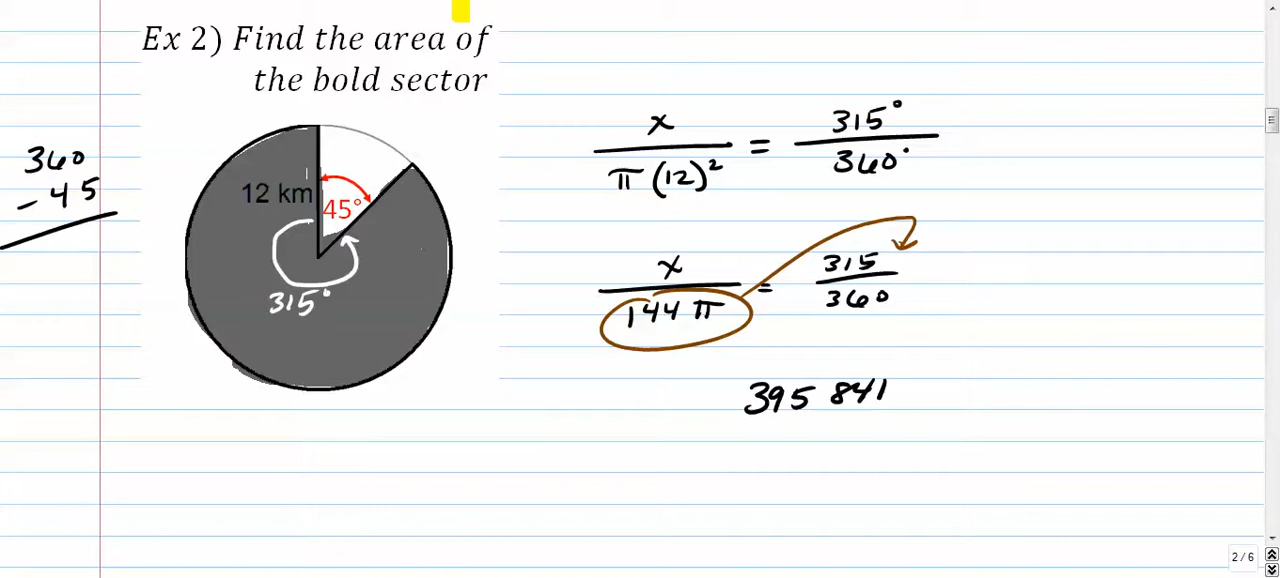 Ex 2) Find the area of
the bold sector
360
- 45
12 km
45°
315°
x / π (12)² = 315° / 360°
x / 144 π = 315 / 360
395 841
2 / 6